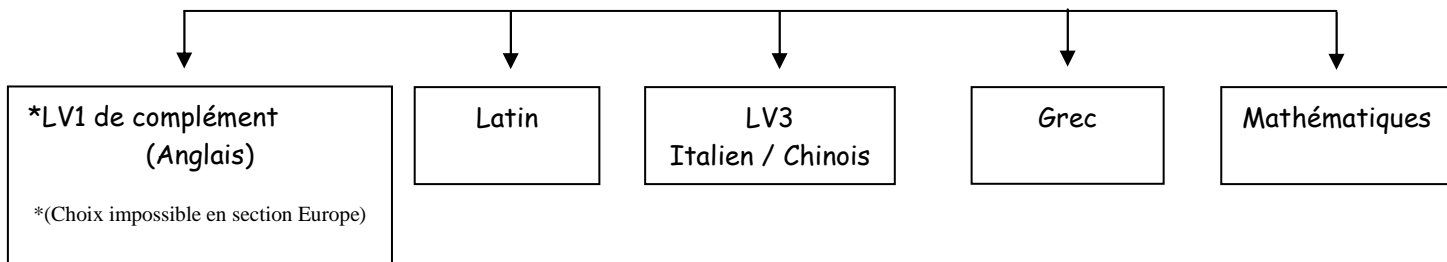 *LV1 de complément
(Anglais)
*(Choix impossible en section Europe)
Latin
LV3
Italien / Chinois
Grec
Mathématiques